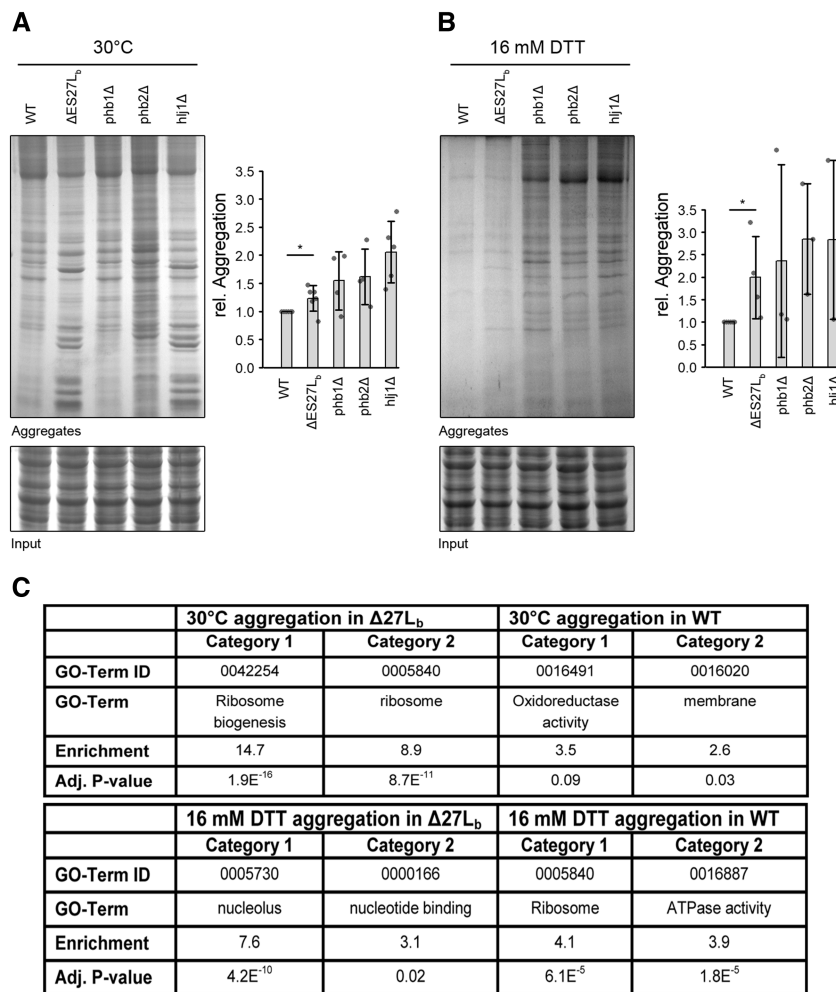 A
30°C
WT
ΔES27Lb
phb1Δ
phb2Δ
hlj1Δ
rel. Aggregation
3.5
3.0
2.5
2.0
1.5
1.0
0.5
0.0
*
WT
ΔES27Lb
phb1Δ
phb2Δ
hlj1Δ
Aggregates
Input
B
16 mM DTT
WT
ΔES27Lb
phb1Δ
phb2Δ
hlj1Δ
rel. Aggregation
3.5
3.0
2.5
2.0
1.5
1.0
0.5
0.0
*
WT
ΔES27Lb
phb1Δ
phb2Δ
hlj1Δ
Aggregates
Input
C
30°C aggregation in Δ27Lb 30°C aggregation in WT
Category 1 Category 2 Category 1 Category 2
GO-Term ID 0042254 0005840 0016491 0016020
GO-Term Ribosome ribosome Oxidoreductase membrane
biogenesis activity
Enrichment 14.7 8.9 3.5 2.6
Adj. P-value 1.9E-16 8.7E-11 0.09 0.03
16 mM DTT aggregation in Δ27Lb 16 mM DTT aggregation in WT
Category 1 Category 2 Category 1 Category 2
GO-Term ID 0005730 0000166 0005840 0016887
GO-Term nucleolus nucleotide binding Ribosome ATPase activity
Enrichment 7.6 3.1 4.1 3.9
Adj. P-value 4.2E-10 0.02 6.1E-5 1.8E-5